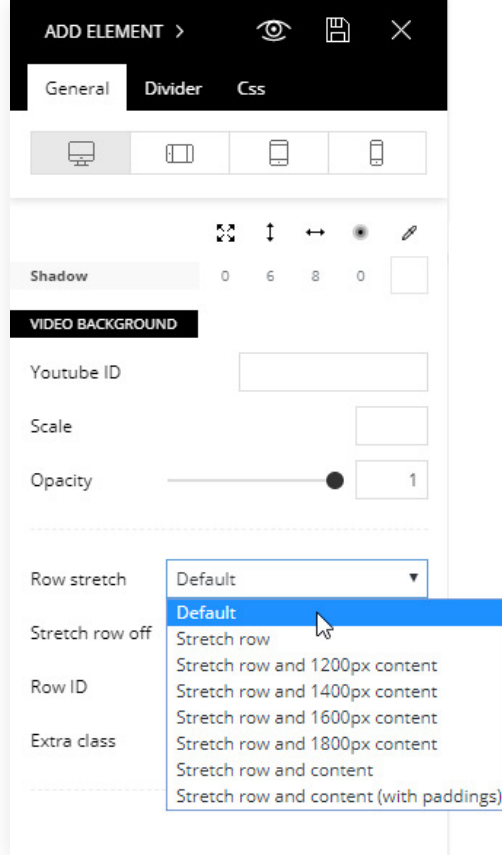 ADD ELEMENT >
General Divider Css
Shadow 0 6 8 0
VIDEO BACKGROUND
Youtube ID
Scale
Opacity 1
Row stretch Default
Default
Stretch row off Stretch row
Stretch row and 1200px content
Row ID Stretch row and 1400px content
Stretch row and 1600px content
Extra class Stretch row and 1800px content
Stretch row and content
Stretch row and content (with paddings)